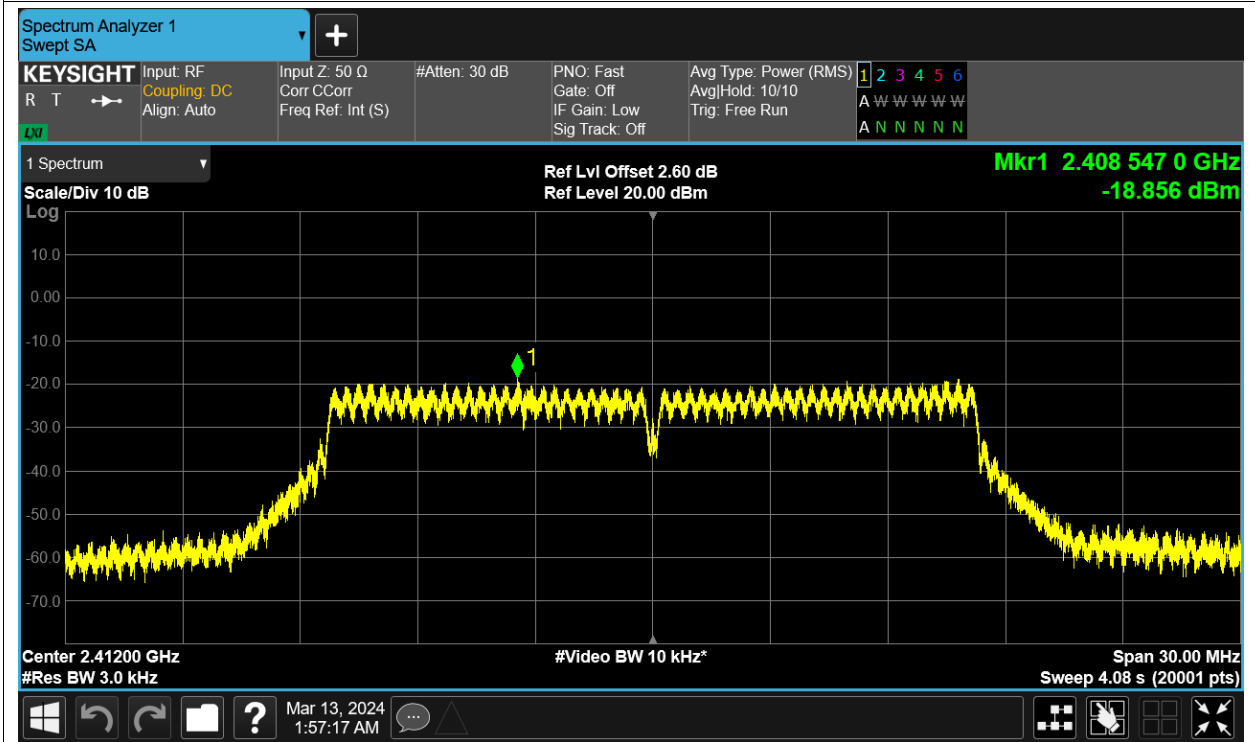 Spectrum Analyzer 1
Swept SA
+
KEYSIGHT
R T
LXI
Input: RF
Coupling: DC
Align: Auto
Input Z: 50 Ω
Corr CCorr
Freq Ref: Int (S)
#Atten: 30 dB
PNO: Fast
Gate: Off
IF Gain: Low
Sig Track: Off
Avg Type: Power (RMS)
Avg|Hold: 10/10
Trig: Free Run
1 2 3 4 5 6
A W W W W W
A N N N N N
1 Spectrum
Scale/Div 10 dB
Log
Ref Lvl Offset 2.60 dB
Ref Level 20.00 dBm
Mkr1 2.408 547 0 GHz
-18.856 dBm
10.0
0.00
-10.0
-20.0
-30.0
-40.0
-50.0
-60.0
-70.0
1
Center 2.41200 GHz
#Res BW 3.0 kHz
#Video BW 10 kHz*
Span 30.00 MHz
Sweep 4.08 s (20001 pts)
?
Mar 13, 2024
1:57:17 AM